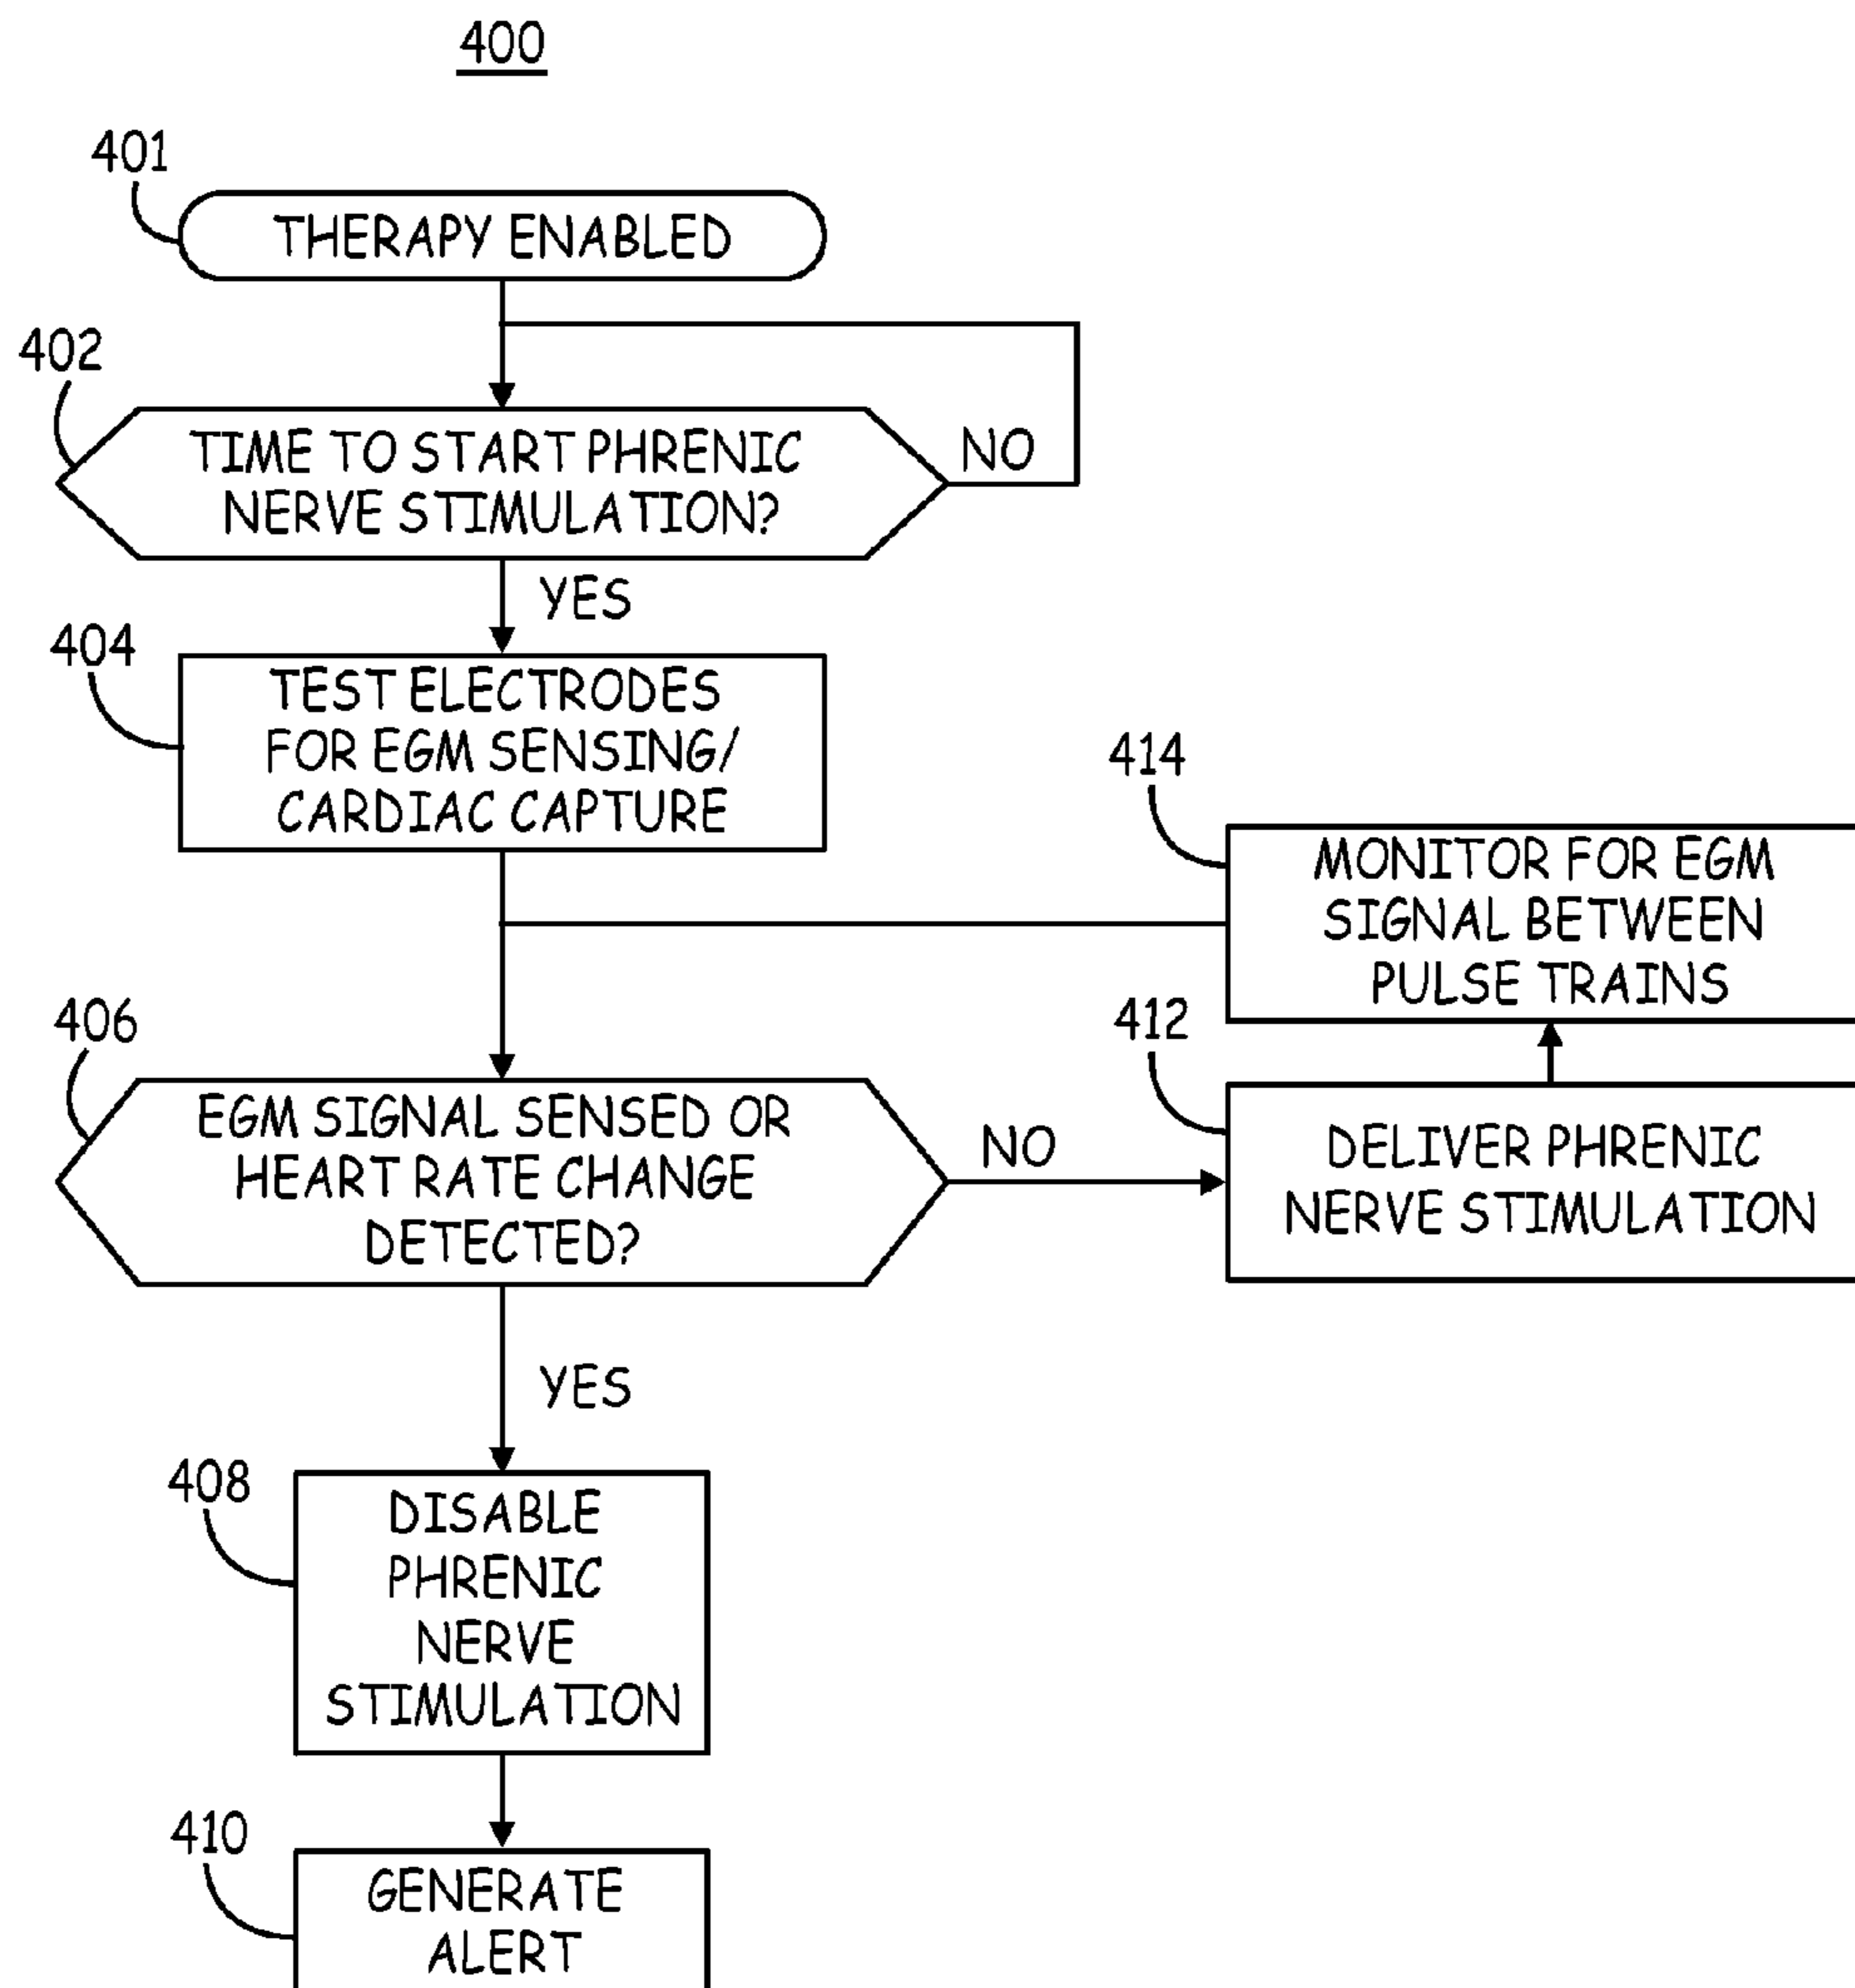 400
401
THERAPY ENABLED
402
TIME TO START PHRENIC
NERVE STIMULATION?
NO
YES
404
TEST ELECTRODES
FOR EGM SENSING/
CARDIAC CAPTURE
414
MONITOR FOR EGM
SIGNAL BETWEEN
PULSE TRAINS
406
EGM SIGNAL SENSED OR
HEART RATE CHANGE
DETECTED?
NO
412
DELIVER PHRENIC
NERVE STIMULATION
YES
408
DISABLE
PHRENIC
NERVE
STIMULATION
410
GENERATE
ALERT